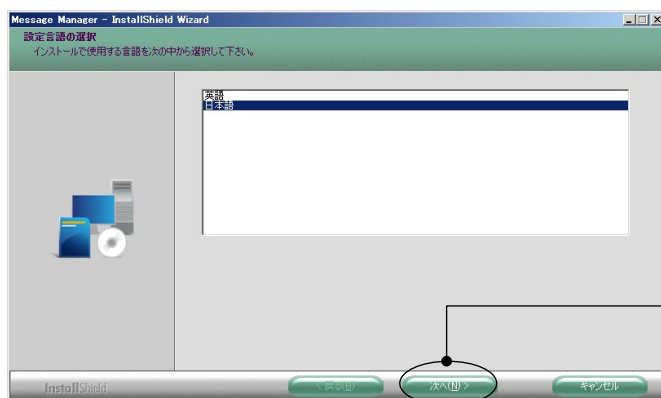 Message Manager - InstallShield Wizard
設定言語の選択
インストールで使用する言語を次の中から選択して下さい。
英語
日本語
InstallShield
< 戻る(B)
次へ(N) >
キャンセル